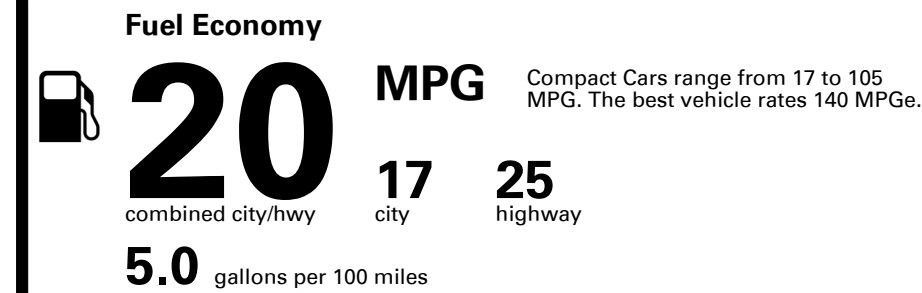 Fuel Economy
20
MPG
Compact Cars range from 17 to 105
MPG. The best vehicle rates 140 MPGe.
17
25
combined city/hwy
city
highway
5.0 gallons per 100 miles